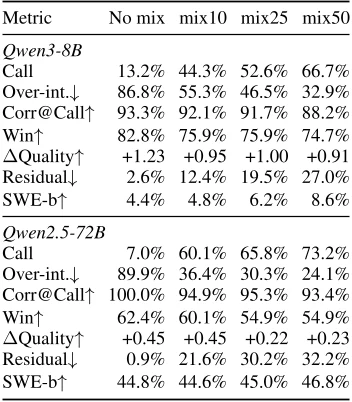 Metric No mix mix10 mix25 mix50
Qwen3-8B
Call 13.2% 44.3% 52.6% 66.7%
Over-int.↓ 86.8% 55.3% 46.5% 32.9%
Corr@Call↑ 93.3% 92.1% 91.7% 88.2%
Win↑ 82.8% 75.9% 75.9% 74.7%
ΔQuality↑ +1.23 +0.95 +1.00 +0.91
Residual↓ 2.6% 12.4% 19.5% 27.0%
SWE-b↑ 4.4% 4.8% 6.2% 8.6%
Qwen2.5-72B
Call 7.0% 60.1% 65.8% 73.2%
Over-int.↓ 89.9% 36.4% 30.3% 24.1%
Corr@Call↑ 100.0% 94.9% 95.3% 93.4%
Win↑ 62.4% 60.1% 54.9% 54.9%
ΔQuality↑ +0.45 +0.45 +0.22 +0.23
Residual↓ 0.9% 21.6% 30.2% 32.2%
SWE-b↑ 44.8% 44.6% 45.0% 46.8%